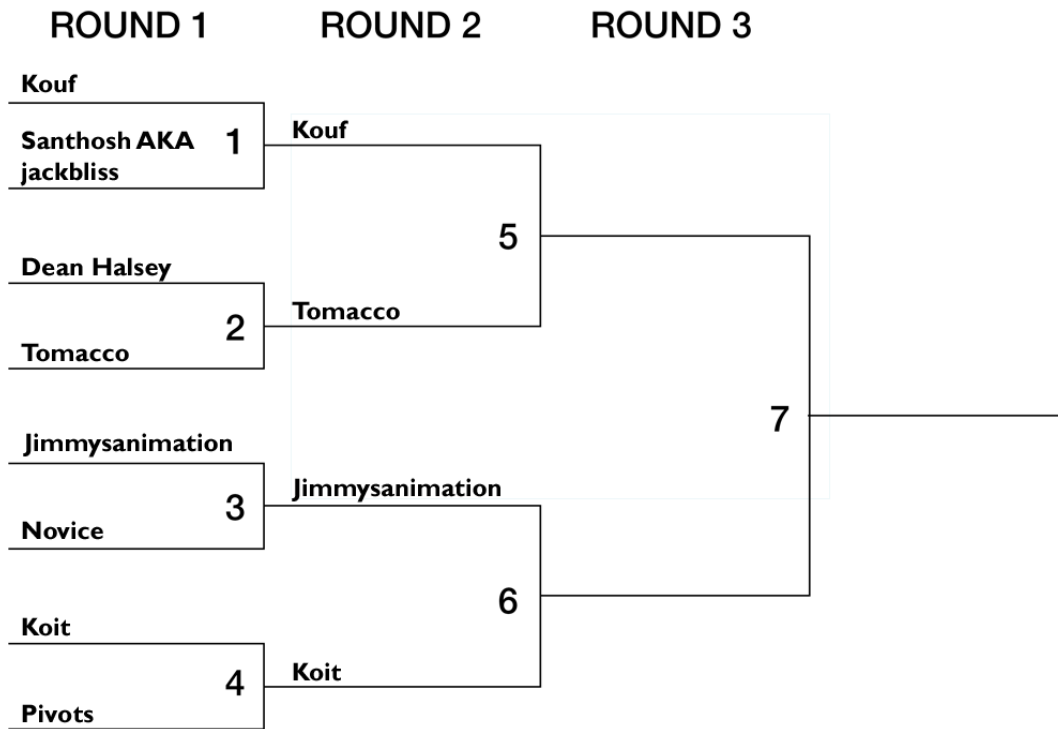 ROUND 1 ROUND 2 ROUND 3
Kouf
Santhosh AKA
jackbliss
1
Kouf
5
Dean Halsey
2
Tomacco
Tomacco
7
Jimmysanimation
3
Jimmysanimation
Novice
6
Koit
4
Koit
Pivots